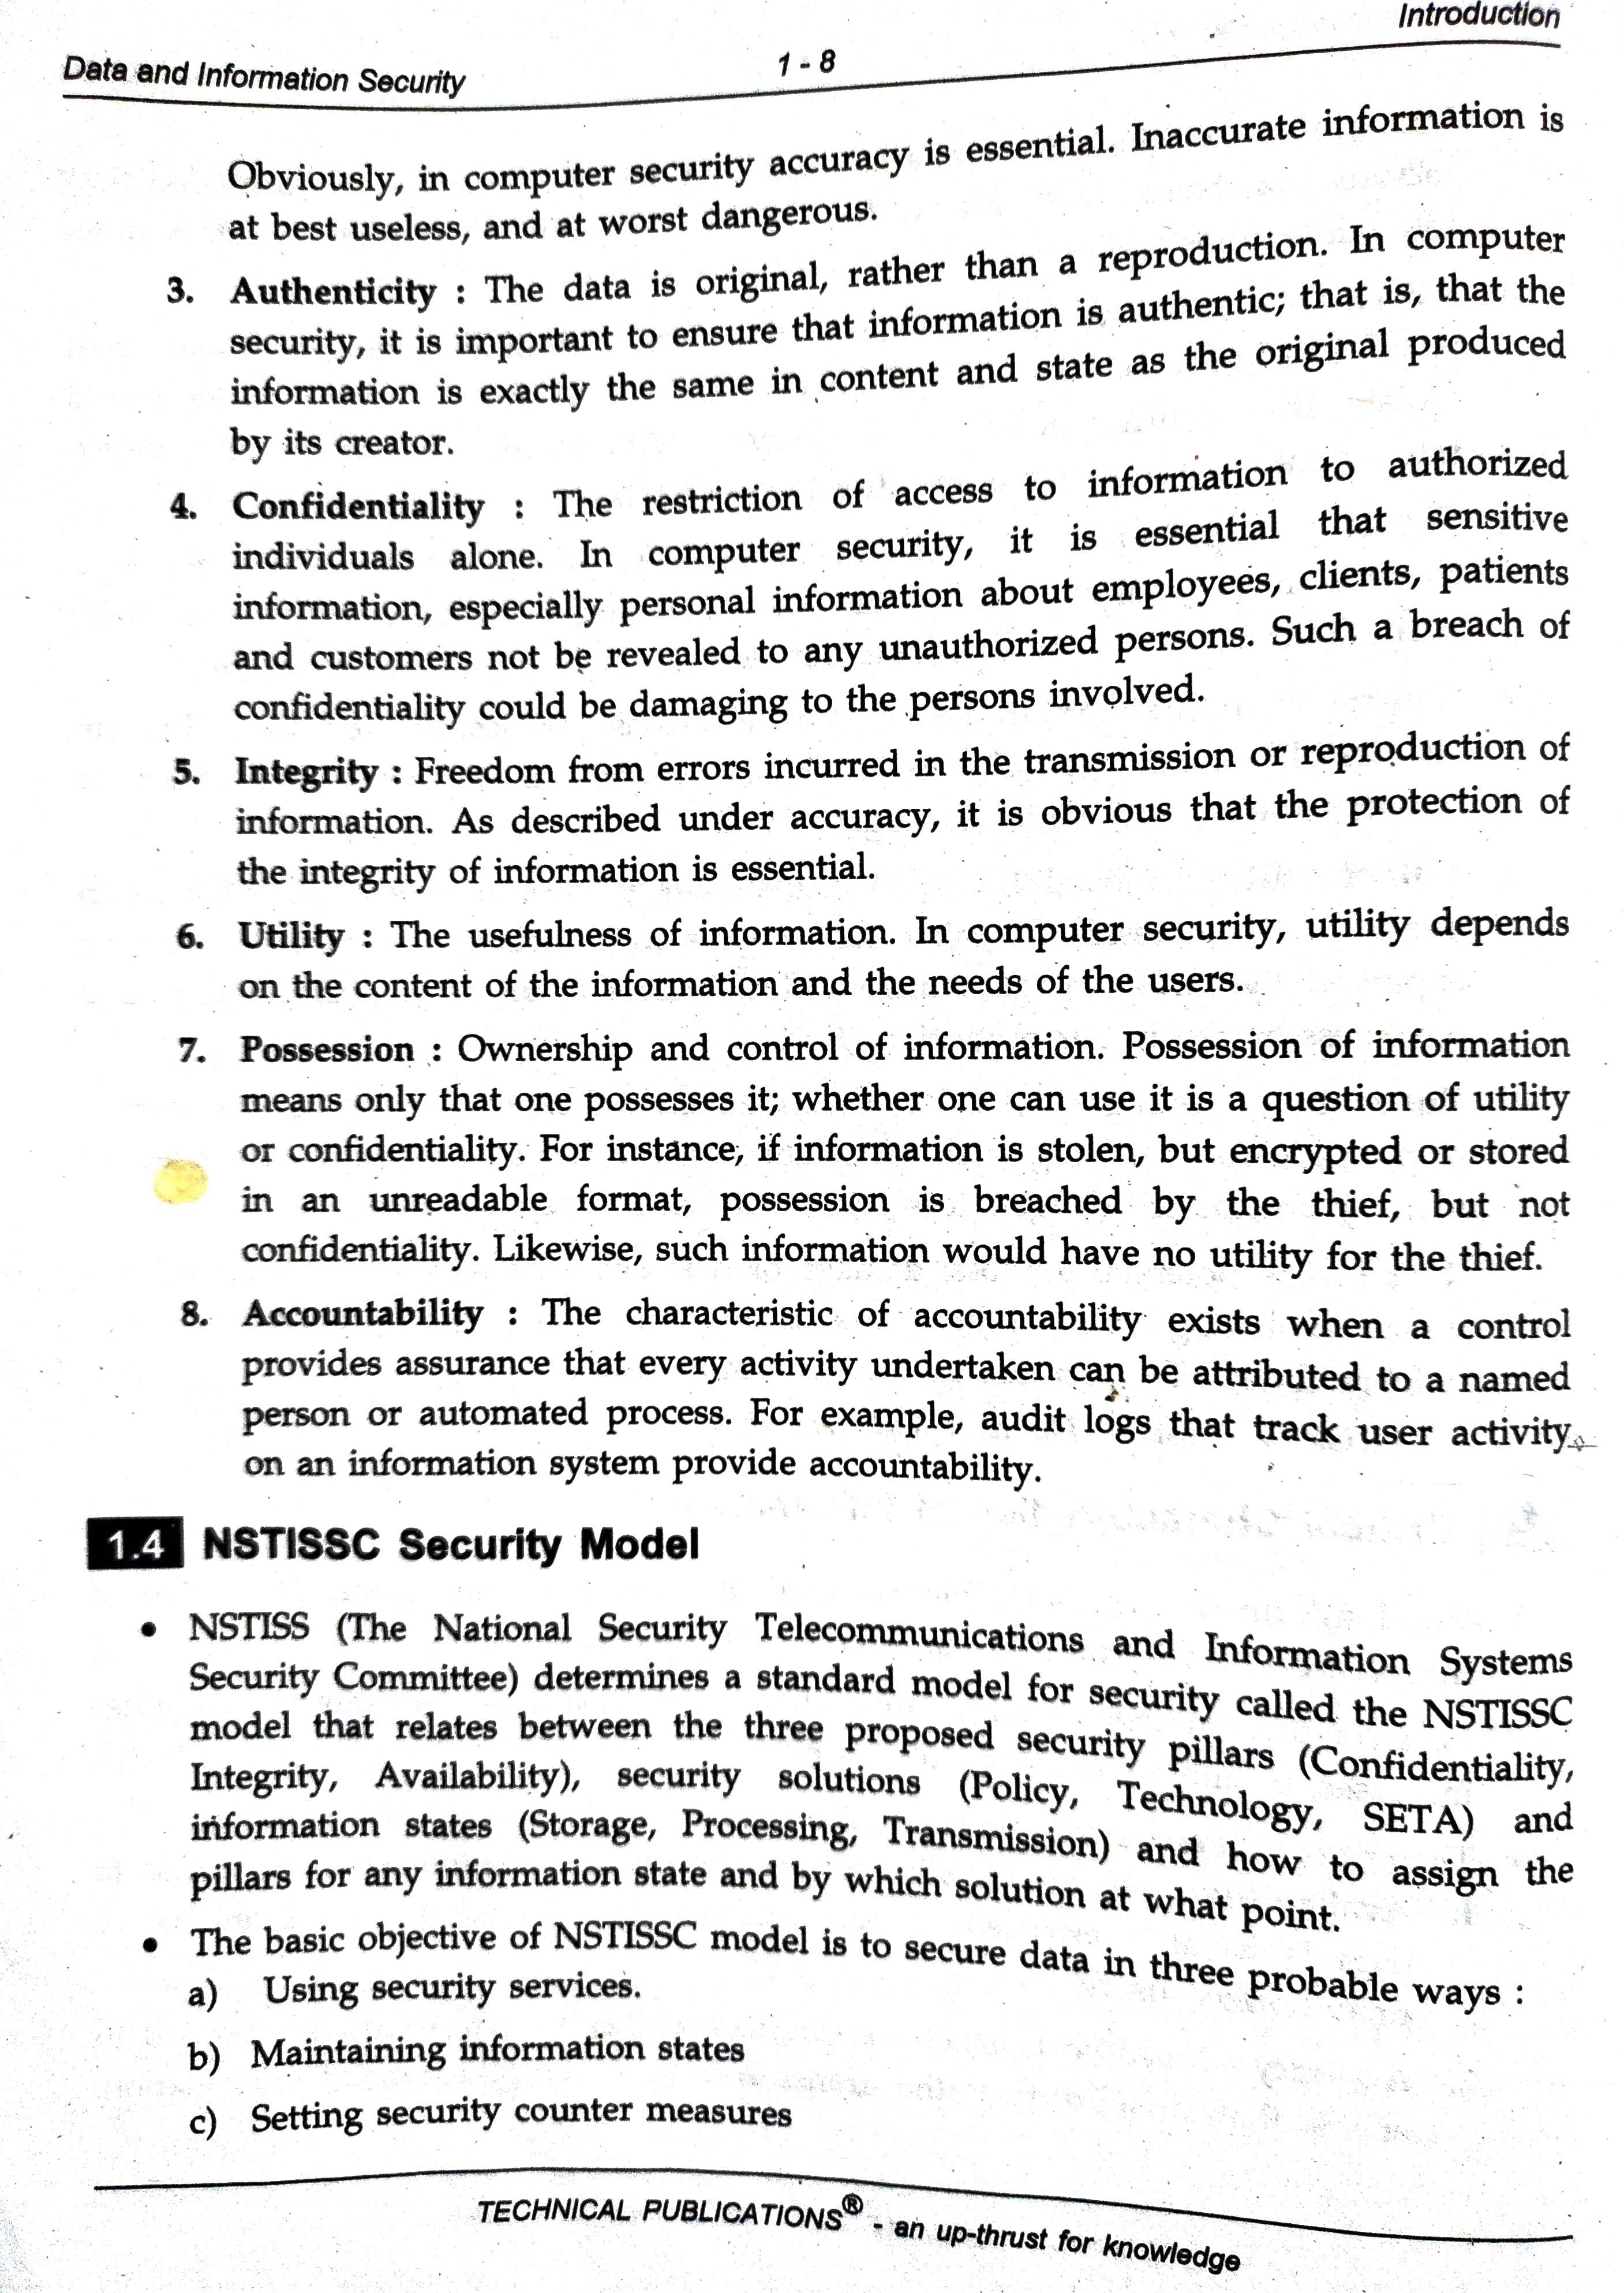 Introduction
Data and Information Security
1 - 8
Obviously, in computer security accuracy is essential. Inaccurate information is
at best useless, and at worst dangerous.
3. Authenticity : The data is original, rather than a reproduction. In computer
security, it is important to ensure that information is authentic; that is, that the
information is exactly the same in content and state as the original produced
by its creator.
4. Confidentiality : The restriction of access to information to authorized
individuals alone. In computer security, it is essential that sensitive
information, especially personal information about employees, clients, patients
and customers not be revealed to any unauthorized persons. Such a breach of
confidentiality could be damaging to the persons involved.
5. Integrity : Freedom from errors incurred in the transmission or reproduction of
information. As described under accuracy, it is obvious that the protection of
the integrity of information is essential.
6. Utility : The usefulness of information. In computer security, utility depends
on the content of the information and the needs of the users.
7. Possession : Ownership and control of information. Possession of information
means only that one possesses it; whether one can use it is a question of utility
or confidentiality. For instance, if information is stolen, but encrypted or stored
in an unreadable format, possession is breached by the thief, but not
confidentiality. Likewise, such information would have no utility for the thief.
8. Accountability : The characteristic of accountability exists when a control
provides assurance that every activity undertaken can be attributed to a named
person or automated process. For example, audit logs that track user activity
on an information system provide accountability.
1.4 NSTISSC Security Model
• NSTISS (The National Security Telecommunications and Information Systems
Security Committee) determines a standard model for security called the NSTISSC
model that relates between the three proposed security pillars (Confidentiality,
Integrity, Availability), security solutions (Policy, Technology, SETA) and
information states (Storage, Processing, Transmission) and how to assign the
pillars for any information state and by which solution at what point.
• The basic objective of NSTISSC model is to secure data in three probable ways :
a) Using security services.
b) Maintaining information states
c) Setting security counter measures
TECHNICAL PUBLICATIONS® - an up-thrust for knowledge